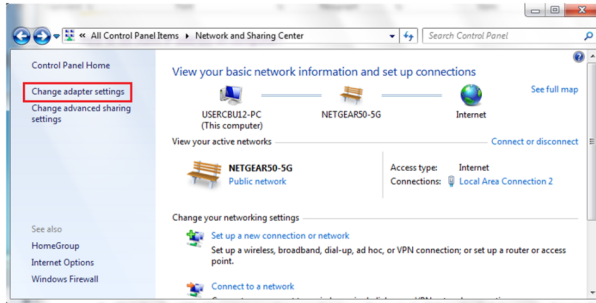 « All Control Panel Items ▸ Network and Sharing Center
Search Control Panel
Control Panel Home
Change adapter settings
Change advanced sharing
settings
See also
HomeGroup
Internet Options
Windows Firewall
View your basic network information and set up connections
See full map
USERCBU12-PC
(This computer)
NETGEAR50-5G
Internet
View your active networks
Connect or disconnect
NETGEAR50-5G
Public network
Access type: Internet
Connections: Local Area Connection 2
Change your networking settings
Set up a new connection or network
Set up a wireless, broadband, dial-up, ad hoc, or VPN connection; or set up a router or access
point.
Connect to a network